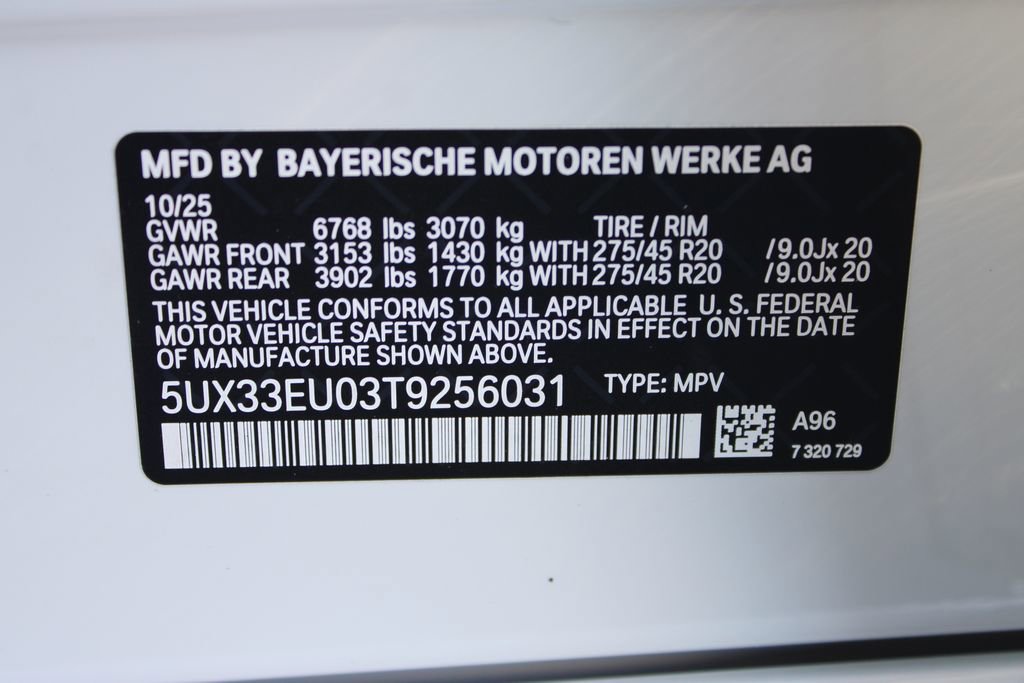 MFD BY BAYERISCHE MOTOREN WERKE AG
10/25
GVWR 6768 lbs 3070 kg TIRE / RIM
GAWR FRONT 3153 lbs 1430 kg WITH 275/45 R20 /9.0Jx 20
GAWR REAR 3902 lbs 1770 kg WITH 275/45 R20 /9.0Jx 20
THIS VEHICLE CONFORMS TO ALL APPLICABLE U. S. FEDERAL
MOTOR VEHICLE SAFETY STANDARDS IN EFFECT ON THE DATE
OF MANUFACTURE SHOWN ABOVE.
5UX33EU03T9256031 TYPE: MPV
A96
7 320 729